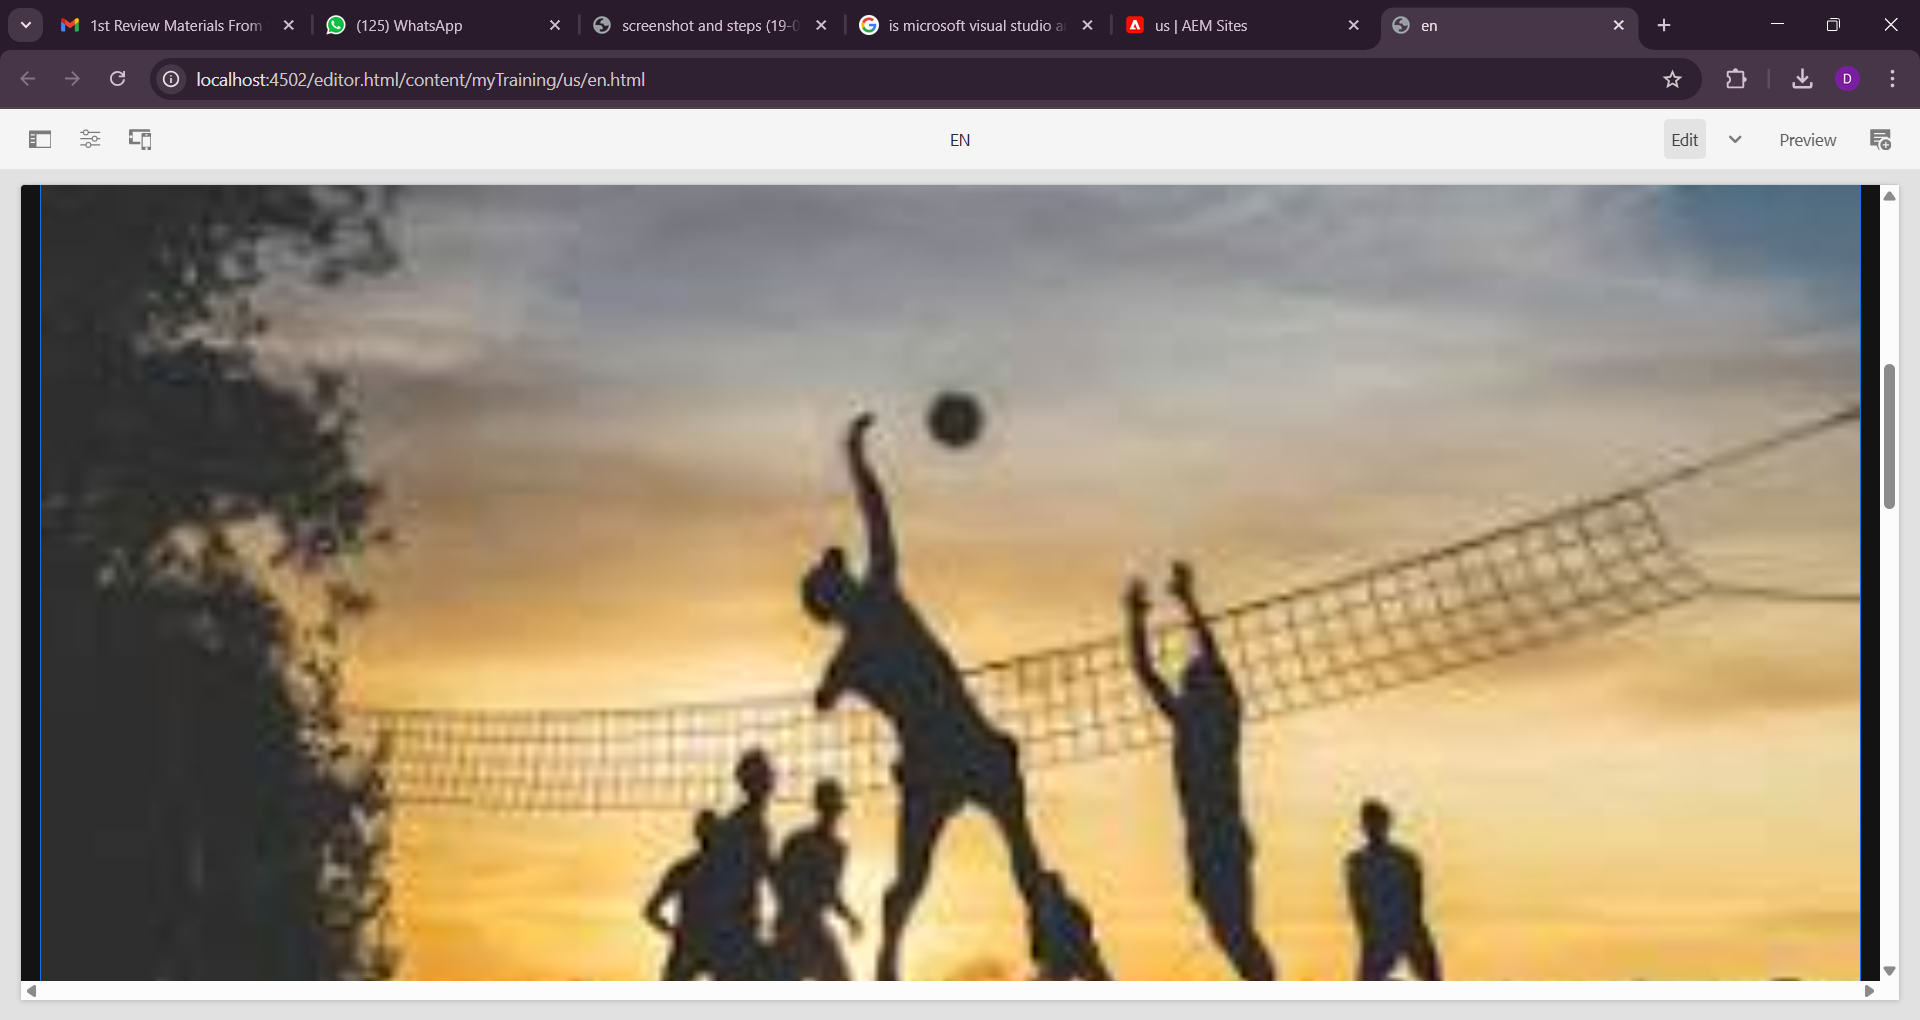 1st Review Materials From
(125) WhatsApp
screenshot and steps (19-0
is microsoft visual studio a
us | AEM Sites
en
localhost:4502/editor.html/content/myTraining/us/en.html
D
EN
Edit
Preview